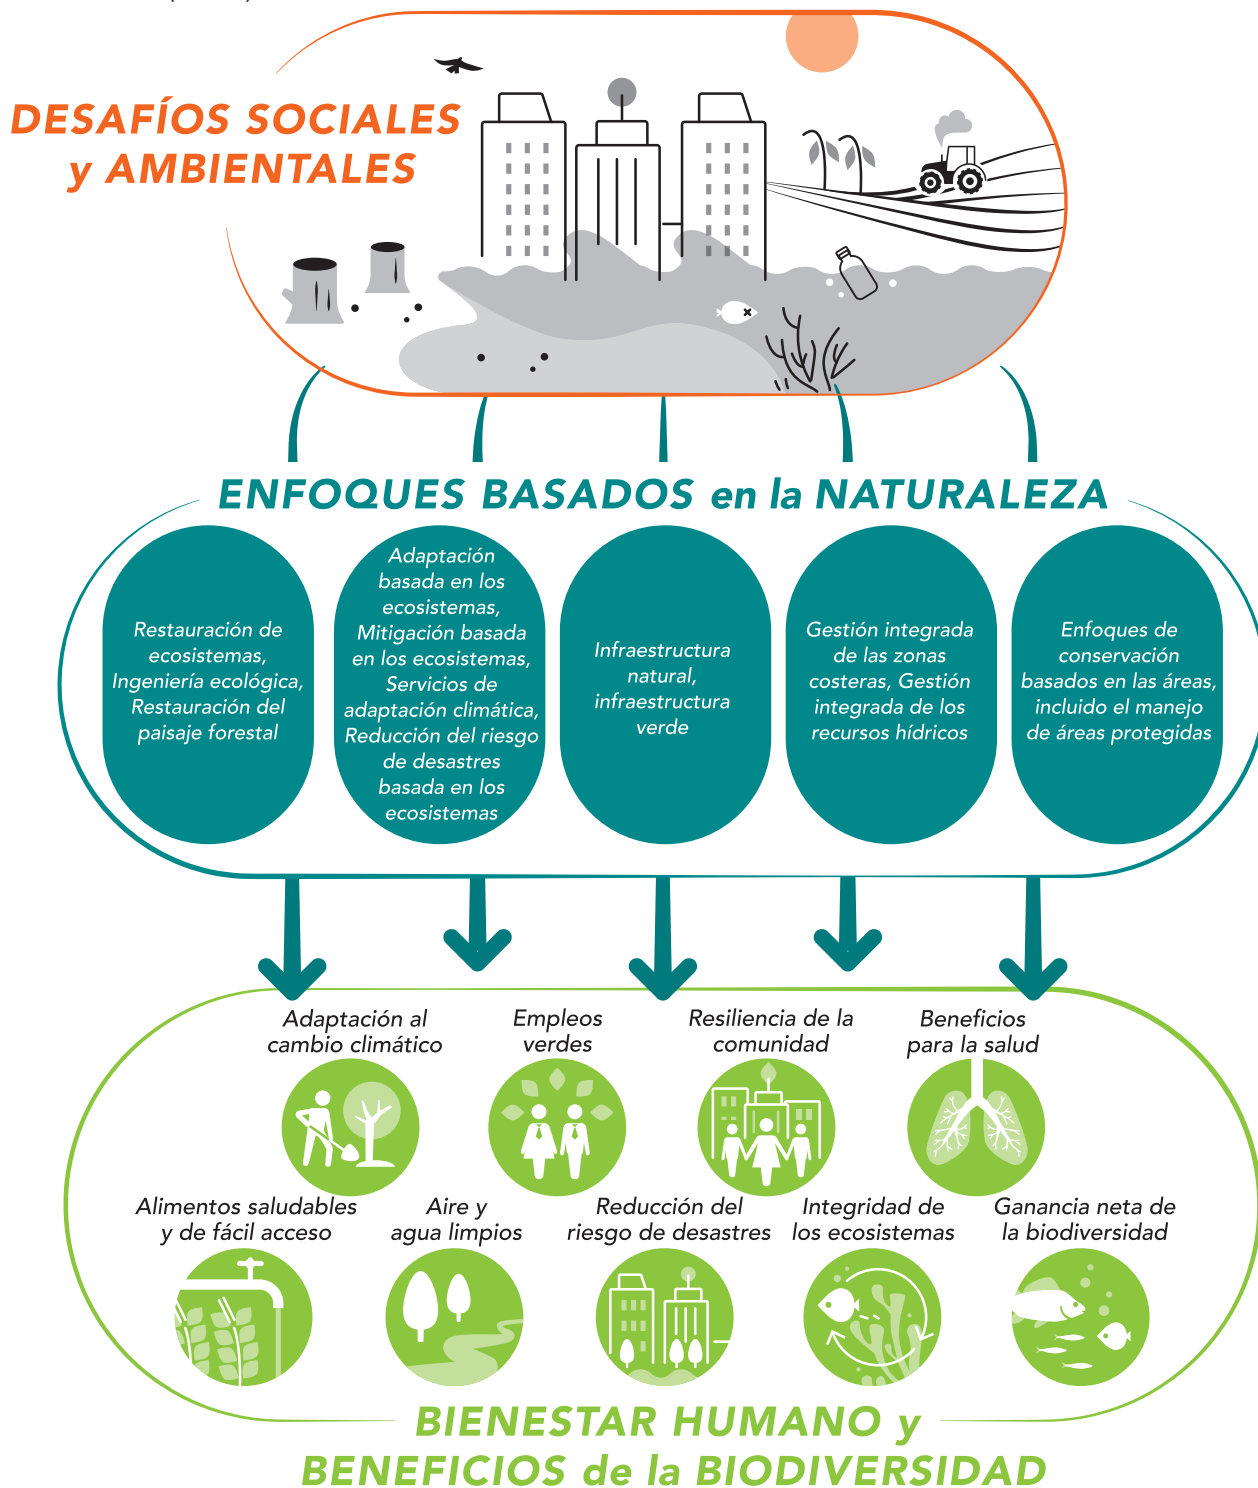 DESAFÍOS SOCIALES
y AMBIENTALES
ENFOQUES BASADOS en la NATURALEZA
Restauración de
ecosistemas,
Ingeniería ecológica,
Restauración del
paisaje forestal
Adaptación
basada en los
ecosistemas,
Mitigación basada
en los ecosistemas,
Servicios de
adaptación climática,
Reducción del riesgo
de desastres
basada en los
ecosistemas
Infraestructura
natural,
infraestructura
verde
Gestión integrada
de las zonas
costeras, Gestión
integrada de los
recursos hídricos
Enfoques de
conservación
basados en las áreas,
incluido el manejo
de áreas protegidas
Adaptación al
cambio climático
Empleos
verdes
Resiliencia de la
comunidad
Beneficios
para la salud
Alimentos saludables
y de fácil acceso
Aire y
agua limpios
Reducción del
riesgo de desastres
Integridad de
los ecosistemas
Ganancia neta de
la biodiversidad
BIENESTAR HUMANO y
BENEFICIOS de la BIODIVERSIDAD